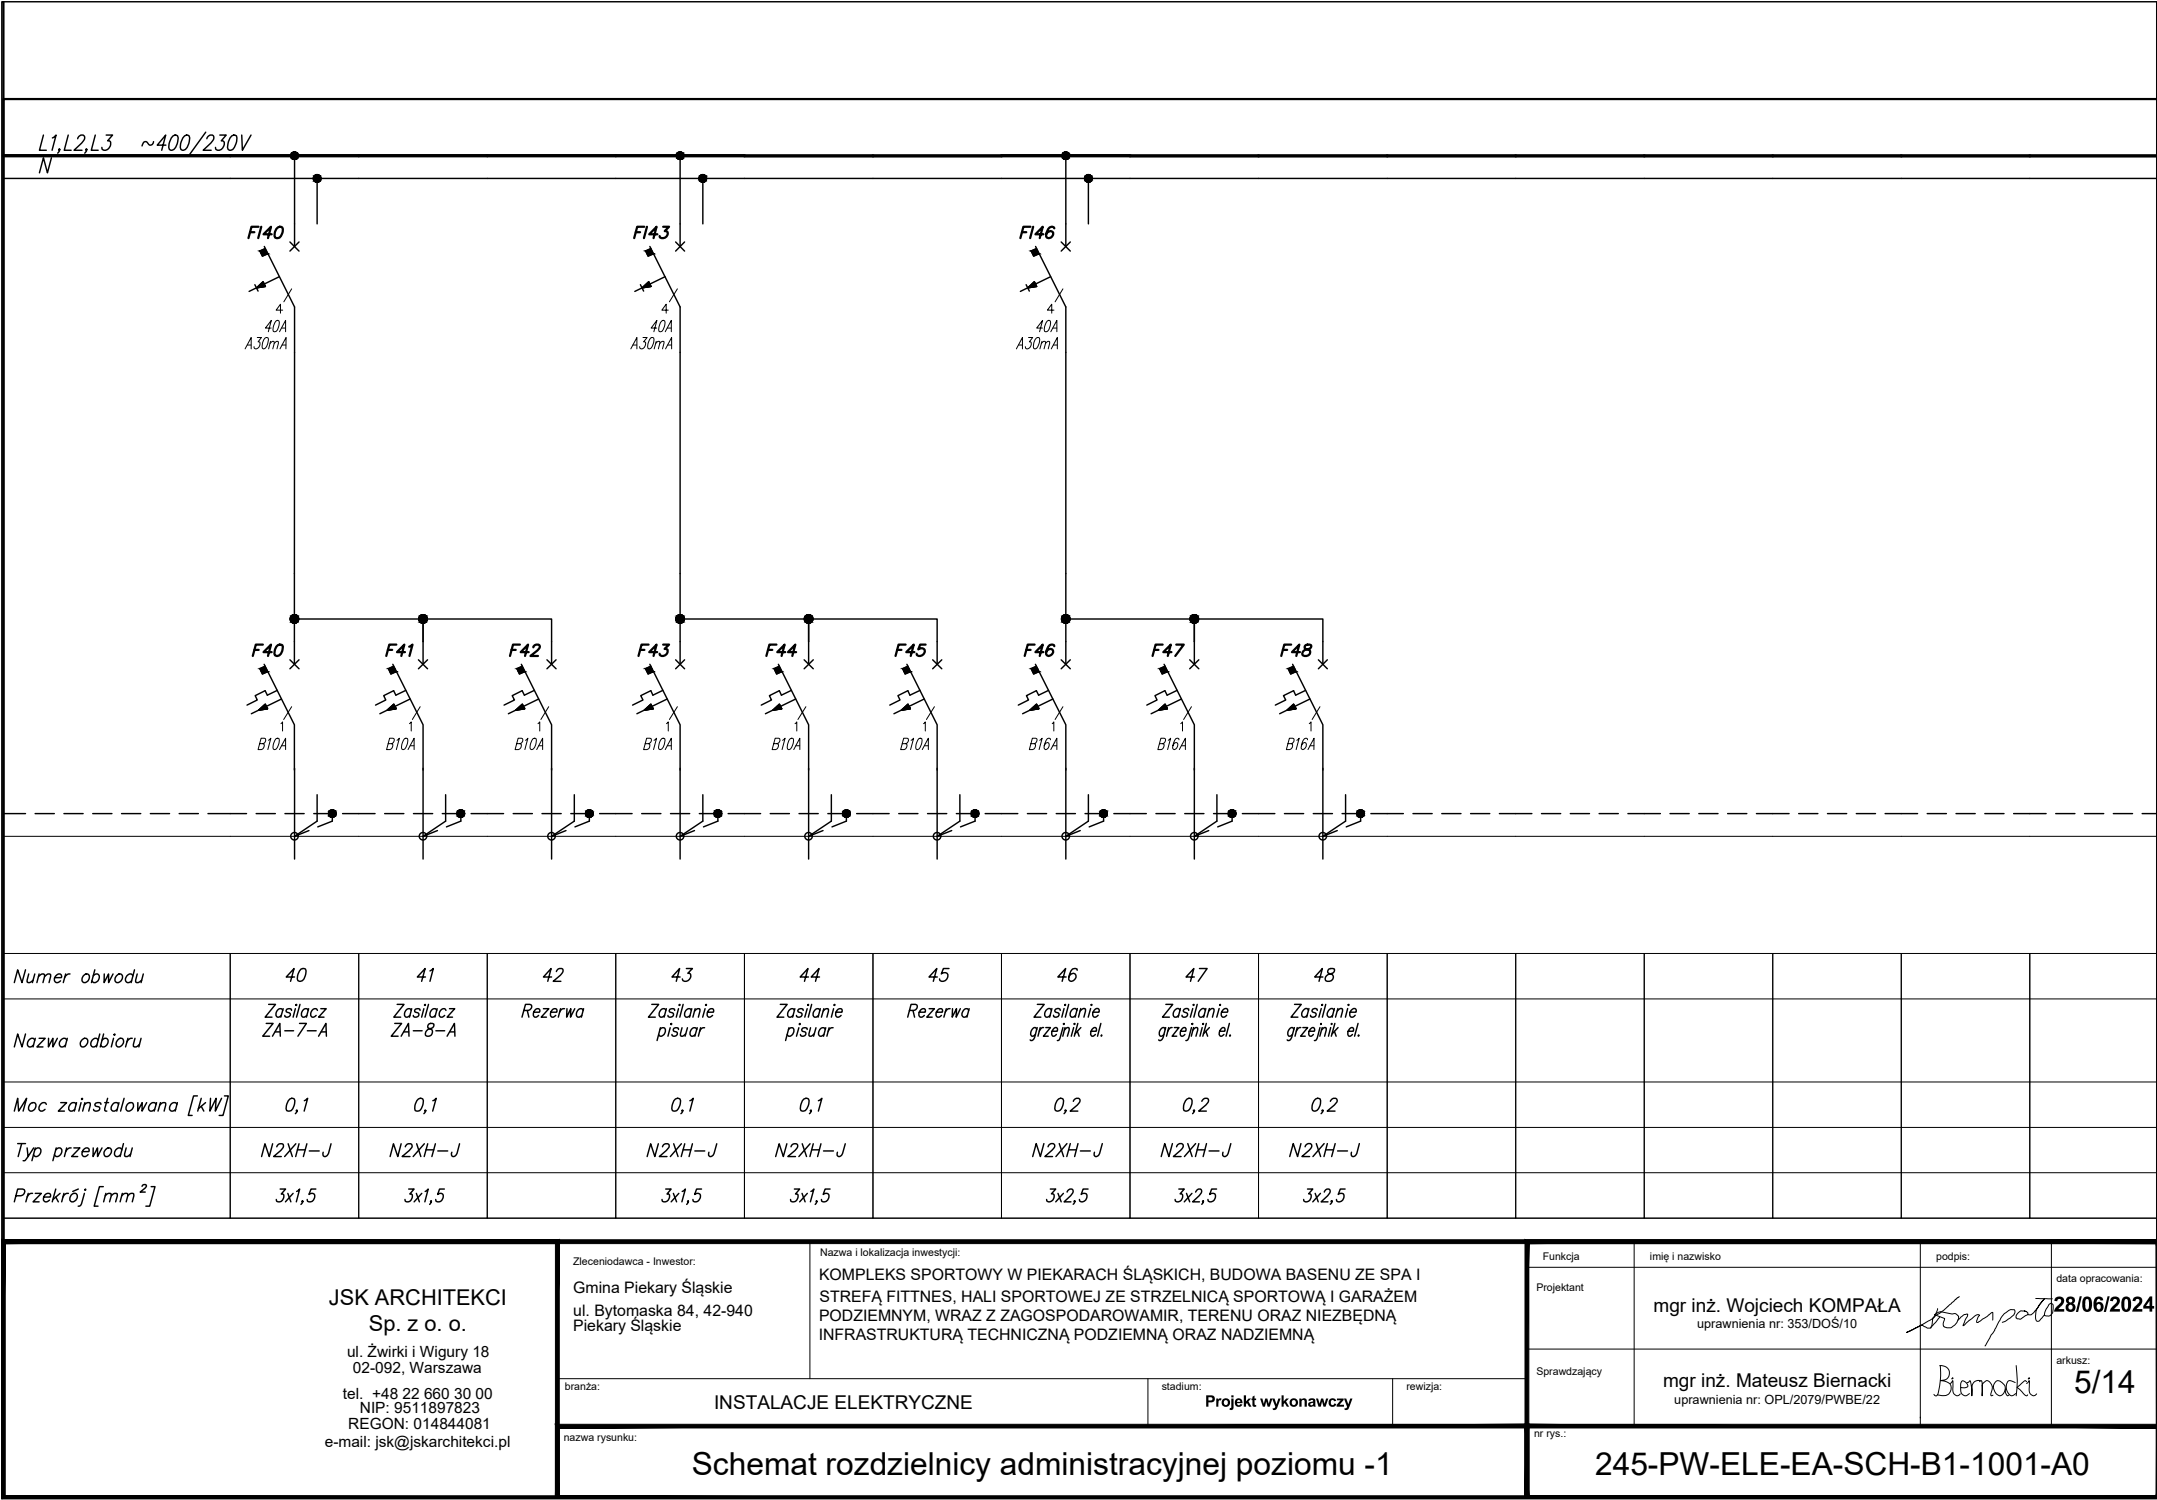 L1,L2,L3 ~400/230V
N
FI40 FI43 FI46
4 4 4
40A 40A 40A
A30mA A30mA A30mA
F40 F41 F42 F43 F44 F45 F46 F47 F48
1 1 1 1 1 1 1 1 1
B10A B10A B10A B10A B10A B10A B16A B16A B16A
Numer obwodu 40 41 42 43 44 45 46 47 48
Nazwa odbioru
Zasilacz Zasilacz Rezerwa Zasilanie Zasilanie Rezerwa Zasilanie Zasilanie Zasilanie
ZA-7-A ZA-8-A pisuar pisuar grzejnik el. grzejnik el. grzejnik el.
Moc zainstalowana [kW] 0,1 0,1 0,1 0,1 0,2 0,2 0,2
Typ przewodu N2XH-J N2XH-J N2XH-J N2XH-J N2XH-J N2XH-J N2XH-J
Przekrój [mm²] 3x1,5 3x1,5 3x1,5 3x1,5 3x2,5 3x2,5 3x2,5
JSK ARCHITEKCI
Sp. z o. o.
ul. Żwirki i Wigury 18
02-092, Warszawa
tel. +48 22 660 30 00
NIP: 9511897823
REGON: 014844081
e-mail: jsk@jskarchitekci.pl
Zleceniodawca - Inwestor:
Gmina Piekary Śląskie
ul. Bytomaska 84, 42-940
Piekary Śląskie
Nazwa i lokalizacja inwestycji:
KOMPLEKS SPORTOWY W PIEKARACH ŚLĄSKICH, BUDOWA BASENU ZE SPA I
STREFĄ FITTNES, HALI SPORTOWEJ ZE STRZELNICĄ SPORTOWĄ I GARAŻEM
PODZIEMNYM, WRAZ Z ZAGOSPODAROWAMIR, TERENU ORAZ NIEZBĘDNĄ
INFRASTRUKTURĄ TECHNICZNĄ PODZIEMNĄ ORAZ NADZIEMNĄ
branża:
INSTALACJE ELEKTRYCZNE
stadium:
Projekt wykonawczy
rewizja:
nazwa rysunku:
Schemat rozdzielnicy administracyjnej poziomu -1
Funkcja imię i nazwisko podpis:
Projektant
mgr inż. Wojciech KOMPAŁA
uprawnienia nr: 353/DOŚ/10
Kompała
data opracowania:
28/06/2024
Sprawdzający
mgr inż. Mateusz Biernacki
uprawnienia nr: OPL/2079/PWBE/22
Biernacki
arkusz:
5/14
nr rys.:
245-PW-ELE-EA-SCH-B1-1001-A0